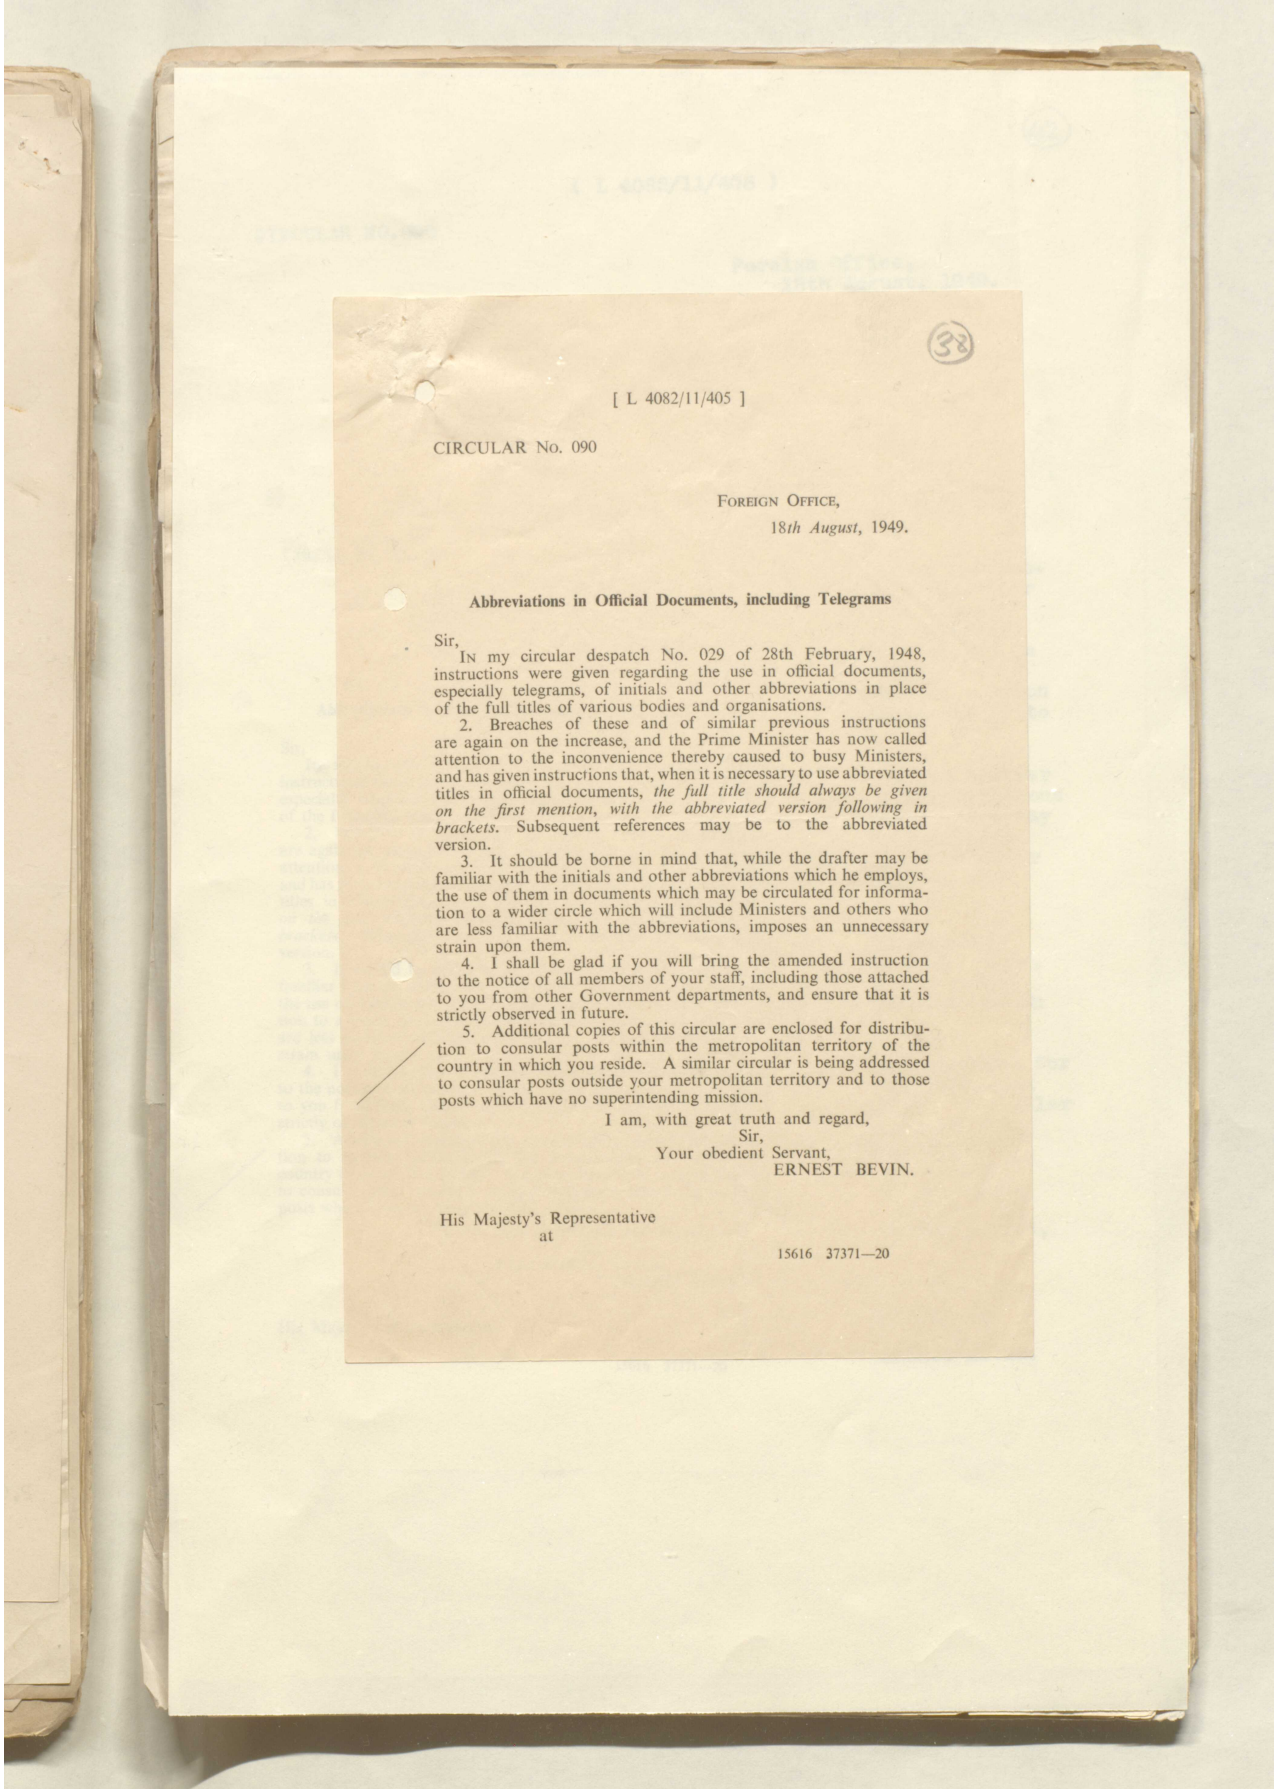 38
[ L 4082/11/405 ]
CIRCULAR No. 090
FOREIGN OFFICE,
18th August, 1949.
Abbreviations in Official Documents, including Telegrams
Sir,
IN my circular despatch No. 029 of 28th February, 1948,
instructions were given regarding the use in official documents,
especially telegrams, of initials and other abbreviations in place
of the full titles of various bodies and organisations.
2. Breaches of these and of similar previous instructions
are again on the increase, and the Prime Minister has now called
attention to the inconvenience thereby caused to busy Ministers,
and has given instructions that, when it is necessary to use abbreviated
titles in official documents, the full title should always be given
on the first mention, with the abbreviated version following in
brackets. Subsequent references may be to the abbreviated
version.
3. It should be borne in mind that, while the drafter may be
familiar with the initials and other abbreviations which he employs,
the use of them in documents which may be circulated for informa-
tion to a wider circle which will include Ministers and others who
are less familiar with the abbreviations, imposes an unnecessary
strain upon them.
4. I shall be glad if you will bring the amended instruction
to the notice of all members of your staff, including those attached
to you from other Government departments, and ensure that it is
strictly observed in future.
5. Additional copies of this circular are enclosed for distribu-
tion to consular posts within the metropolitan territory of the
country in which you reside. A similar circular is being addressed
to consular posts outside your metropolitan territory and to those
posts which have no superintending mission.
I am, with great truth and regard,
Sir,
Your obedient Servant,
ERNEST BEVIN.
His Majesty's Representative
at
15616 37371—20